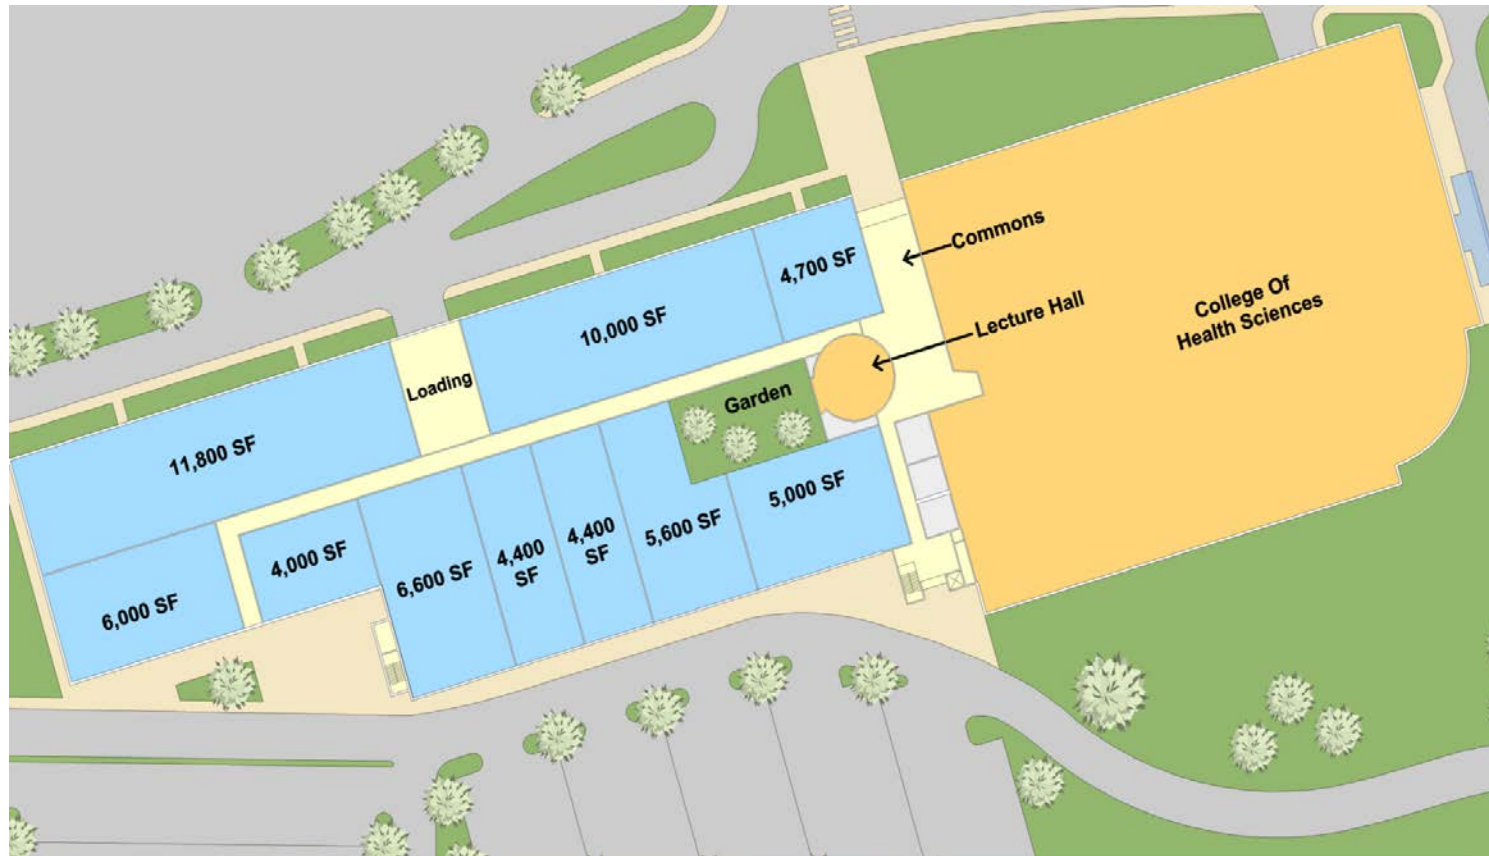 Commons
4,700 SF
College Of
Health Sciences
Lecture Hall
10,000 SF
Loading
Garden
11,800 SF
5,000 SF
5,600 SF
4,400
SF
4,400
SF
6,600 SF
4,000 SF
6,000 SF